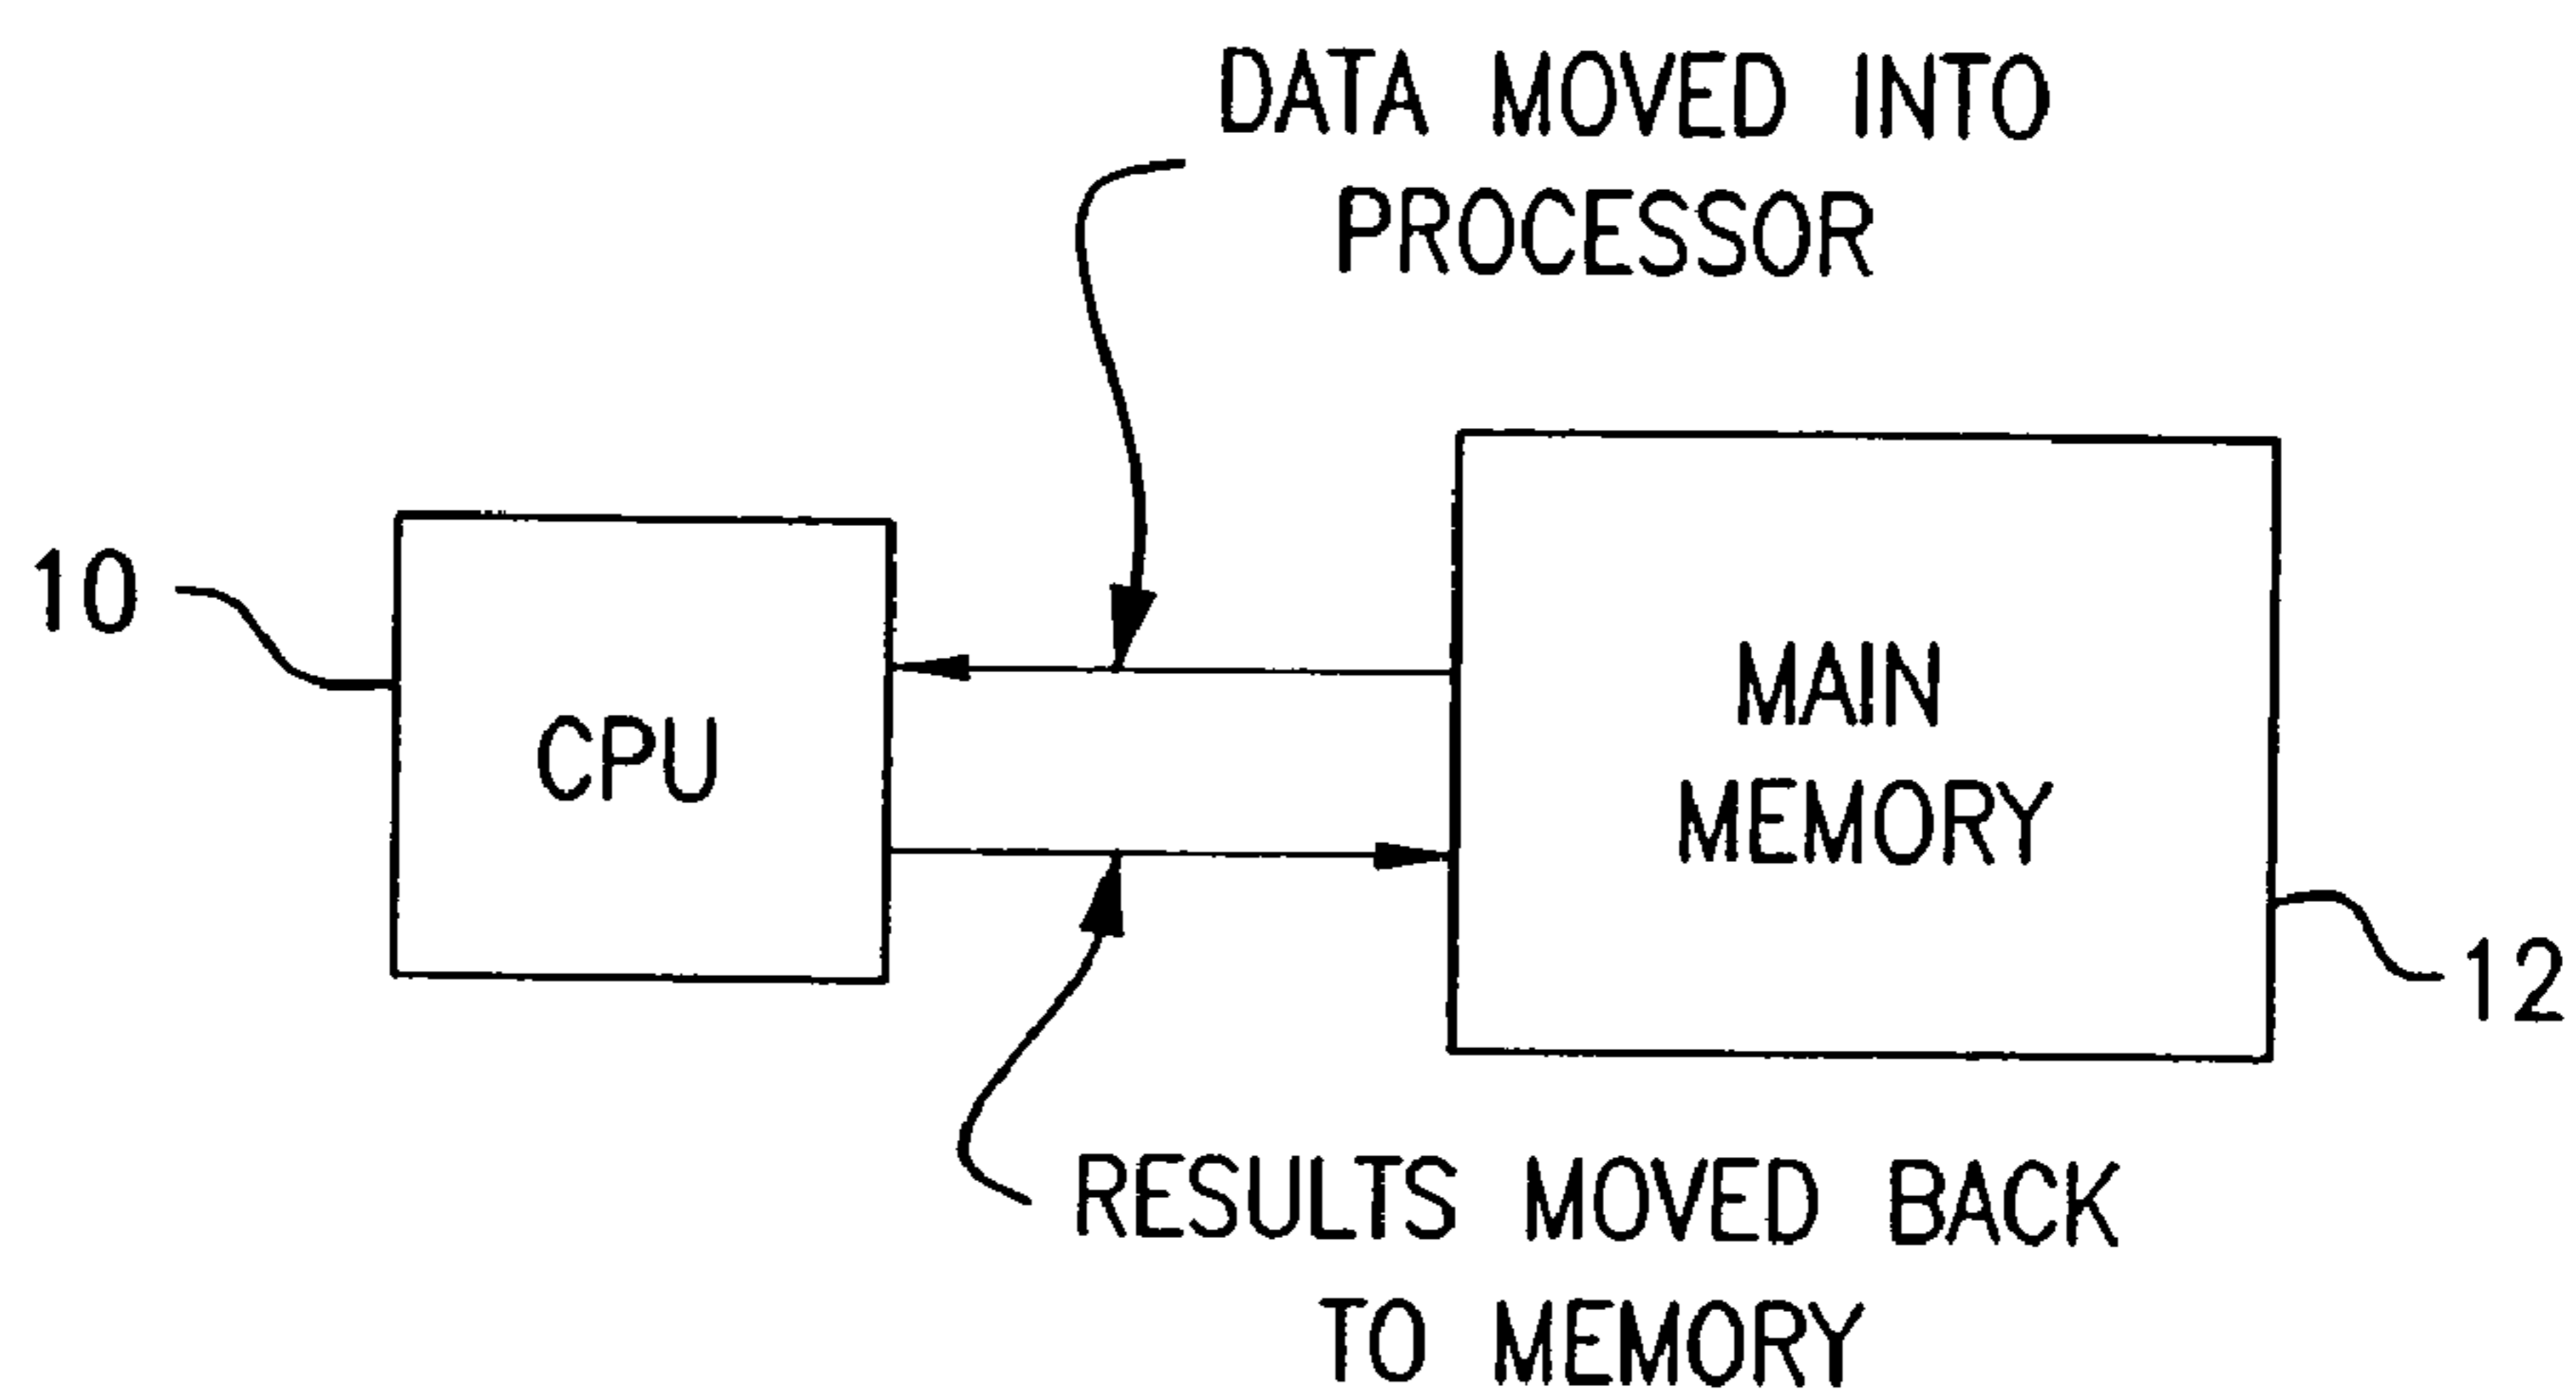 DATA MOVED INTO
PROCESSOR
10
CPU
MAIN
MEMORY
12
RESULTS MOVED BACK
TO MEMORY